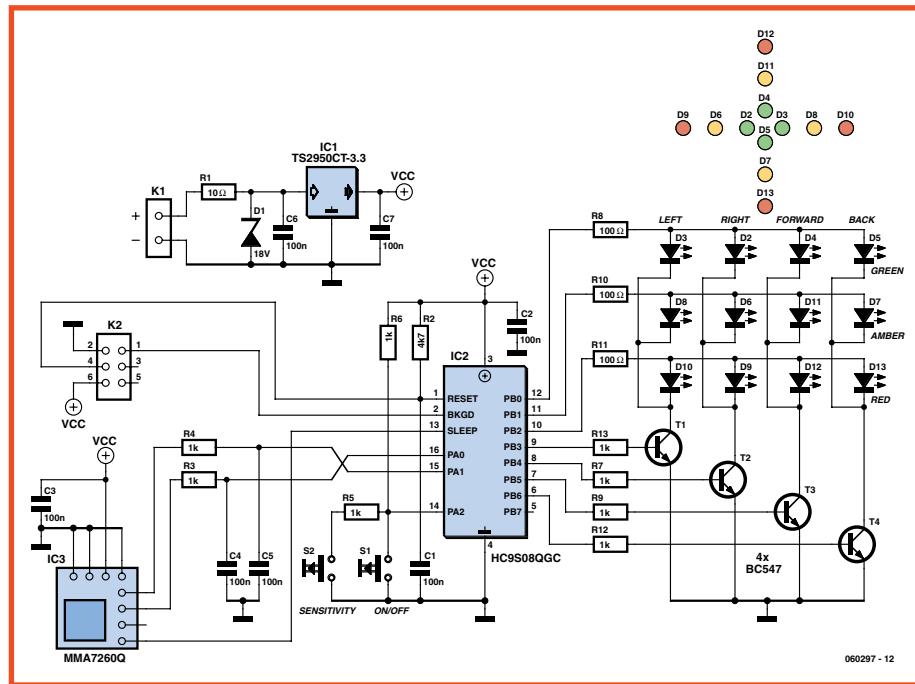 D12
D11
D4
D9 D6 D2 D3 D8 D10
D5
D7
D13
IC1
TS2950CT-3.3
VCC
K1
R1
10Ω
+
–
D1
18V
C6
100n
C7
100n
LEFT RIGHT FORWARD BACK
R8
100Ω
D3 D2 D4 D5
GREEN
R10
100Ω
D8 D6 D11 D7
AMBER
R11
100Ω
D10 D9 D12 D13
RED
VCC
R6
1k
R2
4k7
C2
100n
K2
2 1
4 3
6 5
VCC
IC2
3
1 RESET PB0 12
2 BKGD PB1 11
13 SLEEP PB2 10
PB3 9
16 PA0 PB4 8
15 PA1 PB5 7
PB6 6
14 PA2 PB7 5
4
HC9S08QGC
R13
1k
R7
1k
R9
1k
R12
1k
T1
T2
T3
T4
4x
BC547
VCC
R4
1k
R3
1k
R5
1k
C3
100n
IC3
MMA7260Q
C4
100n
C5
100n
S2
SENSITIVITY
S1
ON/OFF
C1
100n
060297 - 12